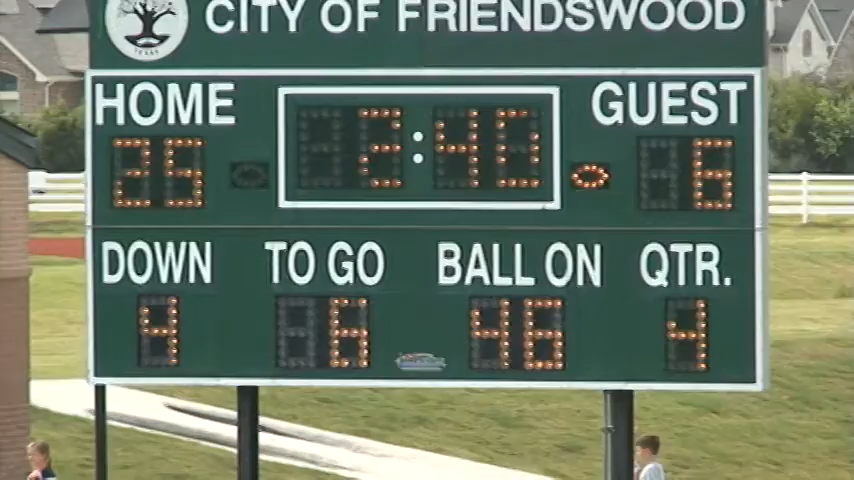 CITY OF FRIENDSWOOD
TEXAS
HOME 2:40 GUEST
25 6
DOWN TO GO BALL ON QTR.
4 6 46 4